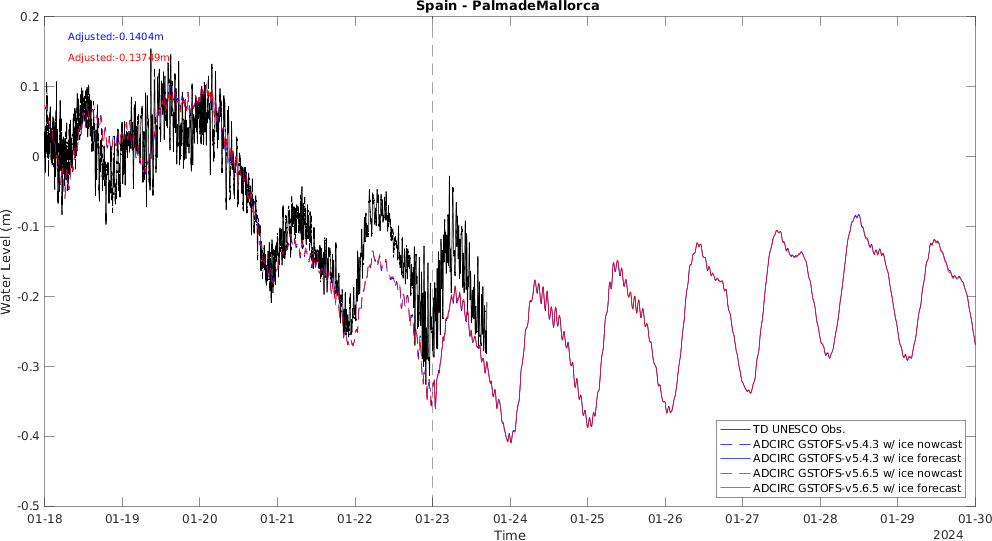 Spain - PalmadeMallorca
Adjusted:-0.1404m
Adjusted:-0.13749m
0.2
0.1
0
-0.1
-0.2
-0.3
-0.4
-0.5
Water Level (m)
01-18 01-19 01-20 01-21 01-22 01-23 01-24 01-25 01-26 01-27 01-28 01-29 01-30
Time
2024
TD UNESCO Obs.
ADCIRC GSTOFS-v5.4.3 w/ ice nowcast
ADCIRC GSTOFS-v5.4.3 w/ ice forecast
ADCIRC GSTOFS-v5.6.5 w/ ice nowcast
ADCIRC GSTOFS-v5.6.5 w/ ice forecast